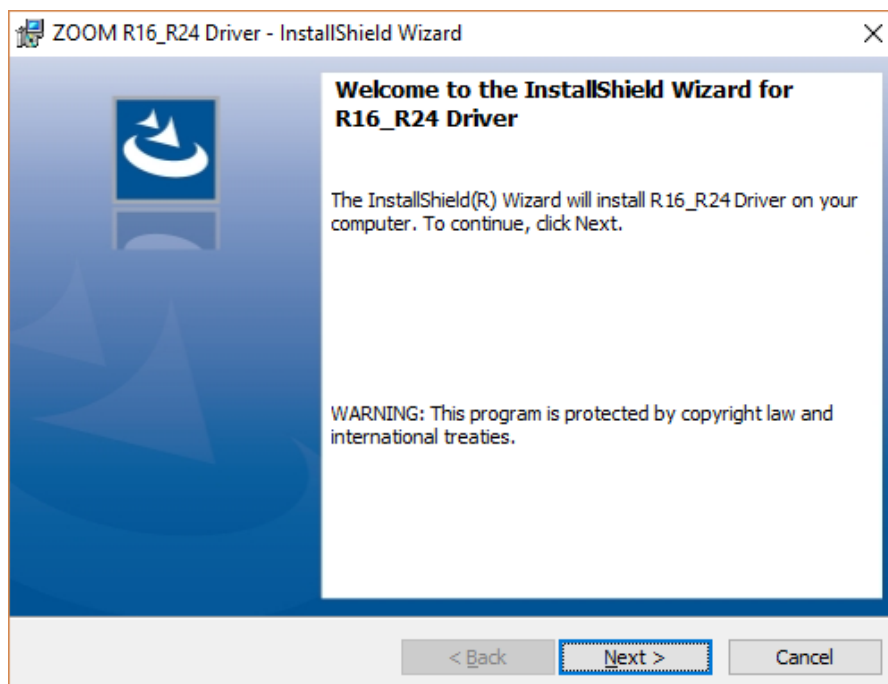 ZOOM R16_R24 Driver - InstallShield Wizard
Welcome to the InstallShield Wizard for
R16_R24 Driver
The InstallShield(R) Wizard will install R16_R24 Driver on your
computer. To continue, click Next.
WARNING: This program is protected by copyright law and
international treaties.
< Back Next > Cancel